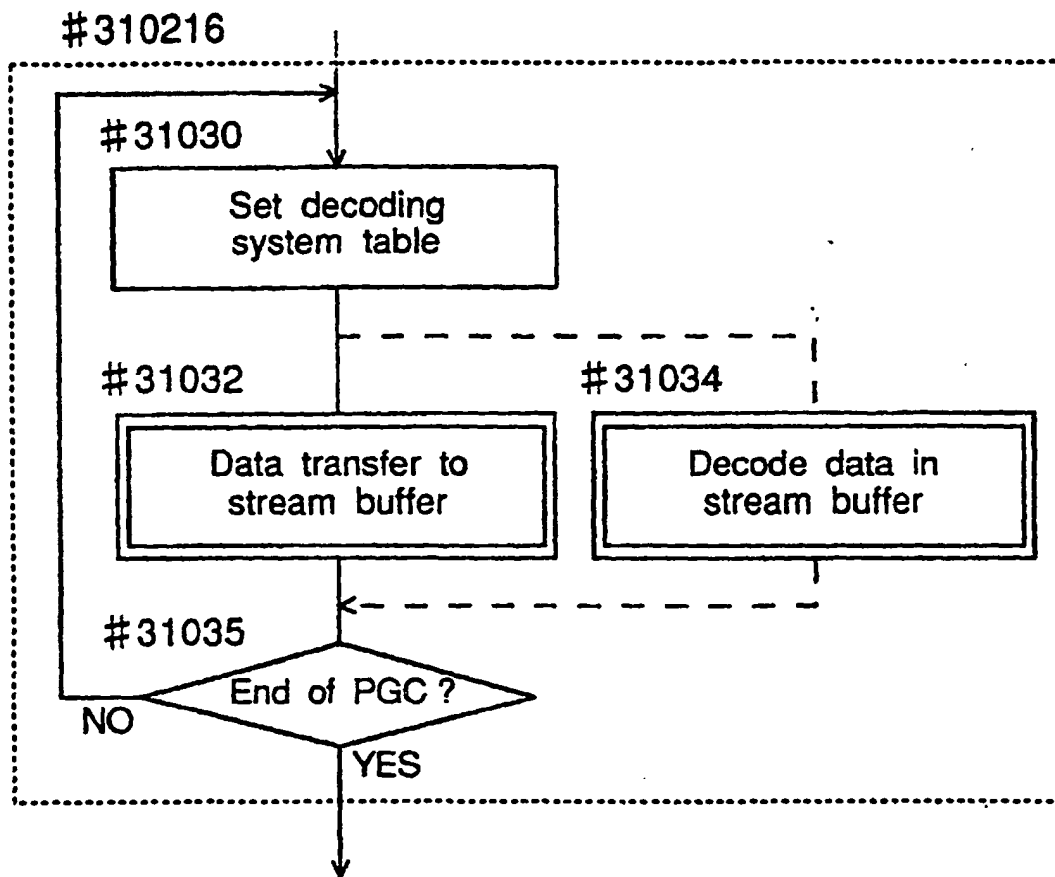 #310216
#31030
Set decoding
system table
#31032
#31034
Data transfer to
stream buffer
Decode data in
stream buffer
#31035
End of PGC ?
NO
YES